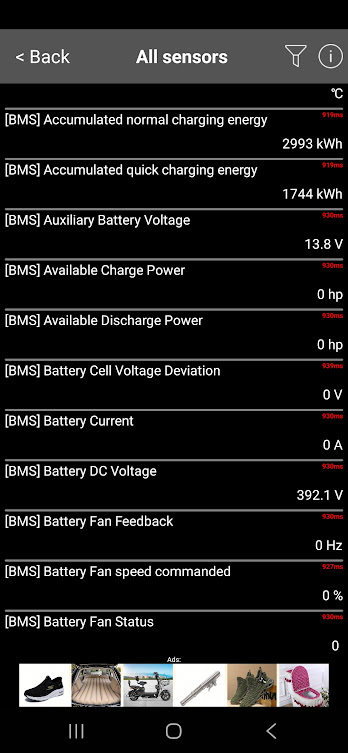 < Back
All sensors
i
℃
[BMS] Accumulated normal charging energy
919ms
2993 kWh
[BMS] Accumulated quick charging energy
919ms
1744 kWh
[BMS] Auxiliary Battery Voltage
930ms
13.8 V
[BMS] Available Charge Power
930ms
0 hp
[BMS] Available Discharge Power
930ms
0 hp
[BMS] Battery Cell Voltage Deviation
939ms
0 V
[BMS] Battery Current
930ms
0 A
[BMS] Battery DC Voltage
930ms
392.1 V
[BMS] Battery Fan Feedback
930ms
0 Hz
[BMS] Battery Fan speed commanded
927ms
0 %
[BMS] Battery Fan Status
930ms
0
Ads: